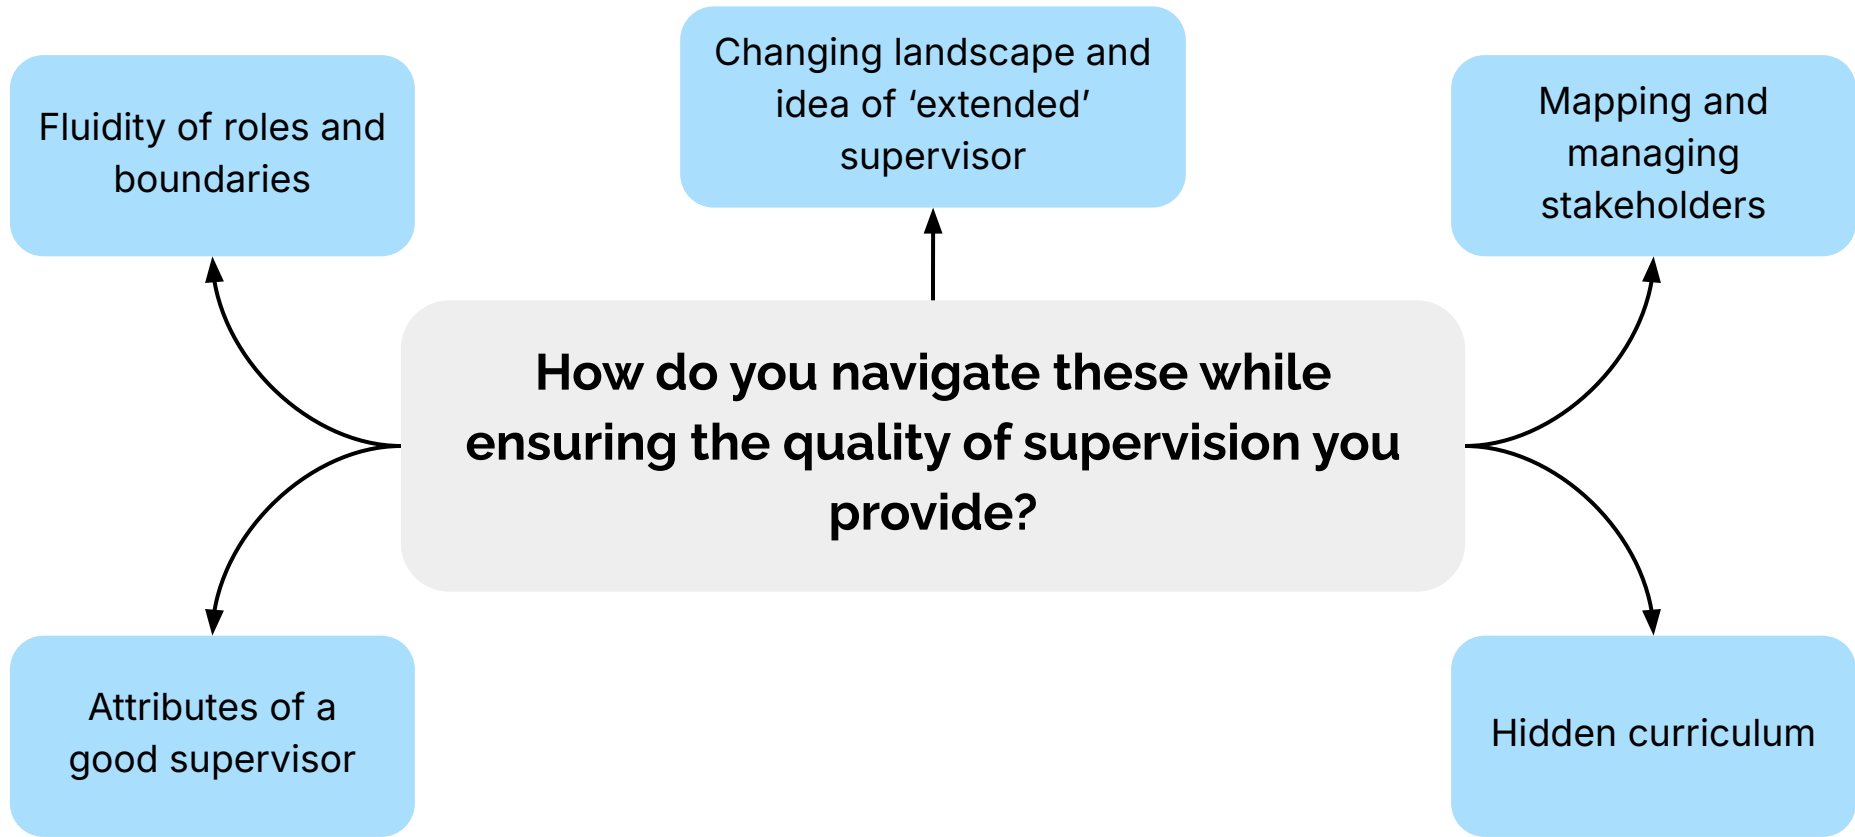 Changing landscape and
idea of ‘extended’
supervisor
Fluidity of roles and
boundaries
Mapping and
managing
stakeholders
How do you navigate these while
ensuring the quality of supervision you
provide?
Attributes of a
good supervisor
Hidden curriculum